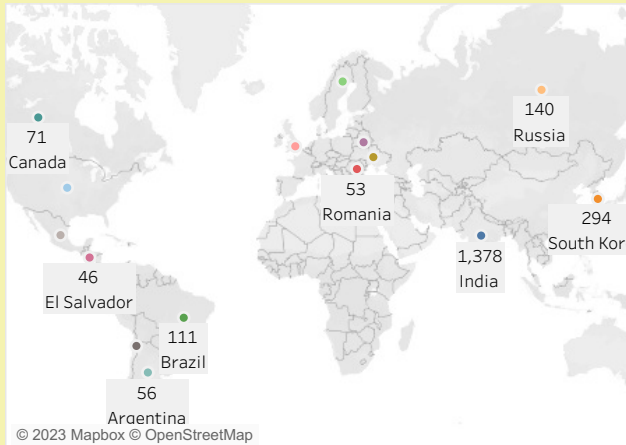 140
Russia
71
Canada
53
Romania
294
South Kor
1,378
India
46
El Salvador
111
Brazil
56
Argentina
© 2023 Mapbox © OpenStreetMap